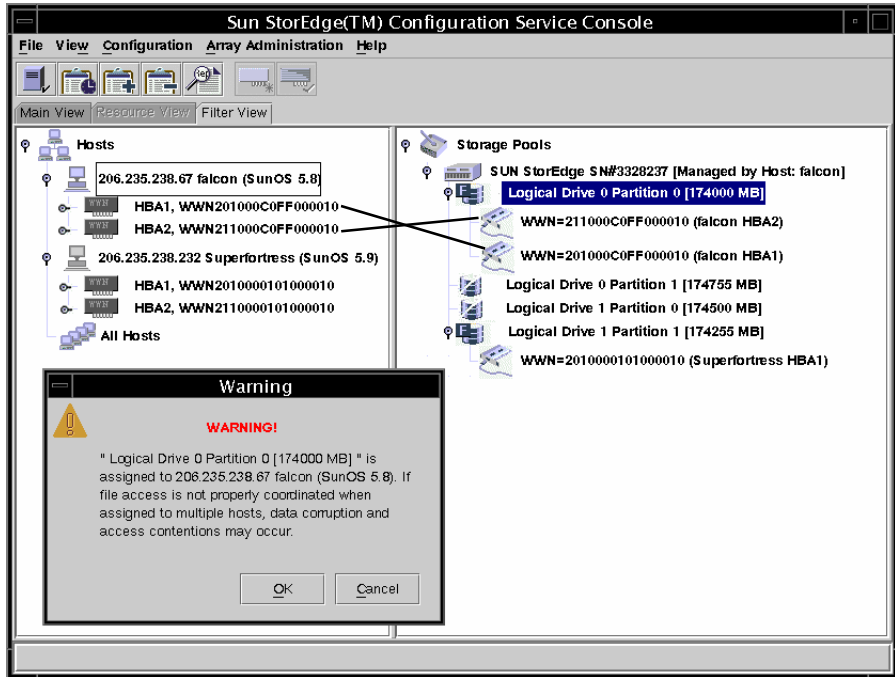 Sun StorEdge(TM) Configuration Service Console
File View Configuration Array Administration Help
Main View Resource View Filter View
Hosts
206.235.238.67 falcon (SunOS 5.8)
HBA1, WWN201000C0FF000010
HBA2, WWN211000C0FF000010
206.235.238.232 Superfortress (SunOS 5.9)
HBA1, WWN2010000101000010
HBA2, WWN2110000101000010
All Hosts
Storage Pools
SUN StorEdge SN#3328237 [Managed by Host: falcon]
Logical Drive 0 Partition 0 [174000 MB]
WWN=211000C0FF000010 (falcon HBA2)
WWN=201000C0FF000010 (falcon HBA1)
Logical Drive 0 Partition 1 [174755 MB]
Logical Drive 1 Partition 0 [174500 MB]
Logical Drive 1 Partition 1 [174255 MB]
WWN=2010000101000010 (Superfortress HBA1)
Warning
WARNING!
" Logical Drive 0 Partition 0 [174000 MB] " is
assigned to 206.235.238.67 falcon (SunOS 5.8). If
file access is not properly coordinated when
assigned to multiple hosts, data corruption and
access contentions may occur.
OK Cancel